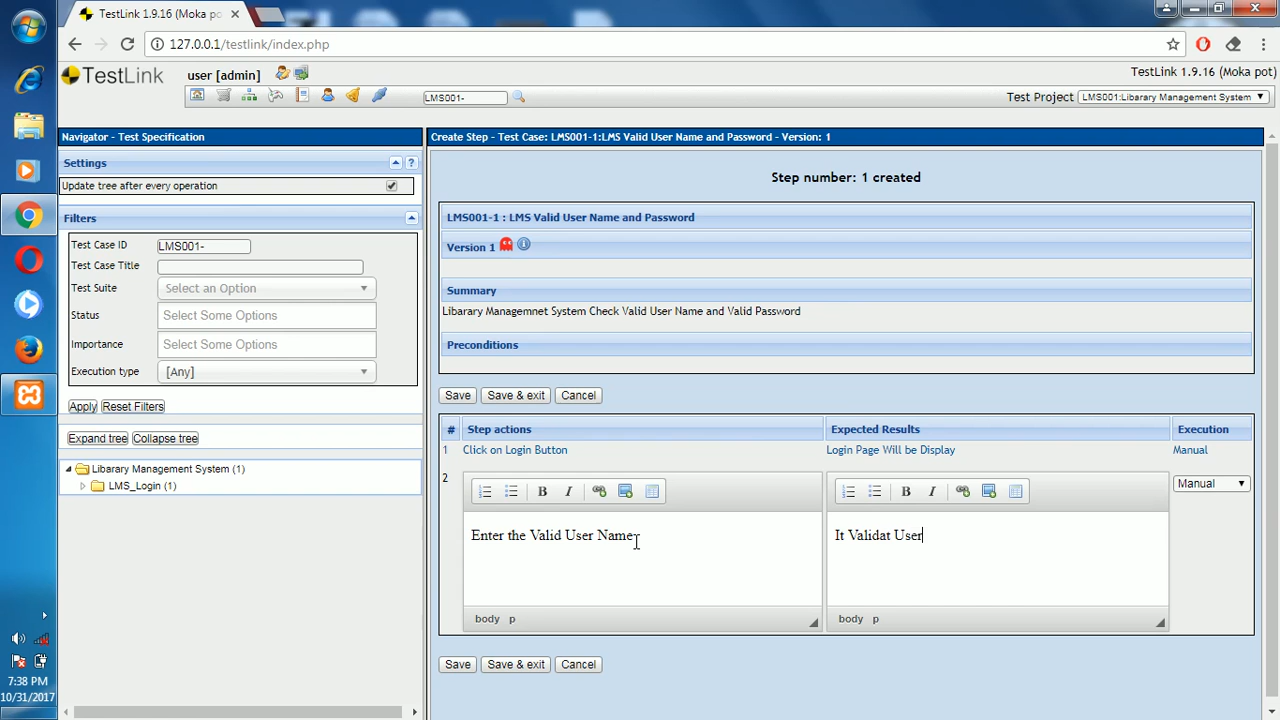 TestLink 1.9.16 (Moka po
127.0.0.1/testlink/index.php
TestLink
user [admin]
TestLink 1.9.16 (Moka pot)
LMS001-
Test Project
LMS001:Libarary Management System
Navigator - Test Specification
Settings
Update tree after every operation
Filters
Test Case ID
LMS001-
Test Case Title
Test Suite
Select an Option
Status
Select Some Options
Importance
Select Some Options
Execution type
[Any]
Apply
Reset Filters
Expand tree
Collapse tree
Libarary Management System (1)
LMS_Login (1)
Create Step - Test Case: LMS001-1:LMS Valid User Name and Password - Version: 1
Step number: 1 created
LMS001-1 : LMS Valid User Name and Password
Version 1
Summary
Libarary Managemnet System Check Valid User Name and Valid Password
Preconditions
Save
Save & exit
Cancel
# Step actions Expected Results Execution
1 Click on Login Button Login Page Will be Display Manual
2
Manual
Enter the Valid User Name
It Validat User
body p
body p
Save
Save & exit
Cancel
7:38 PM
10/31/2017